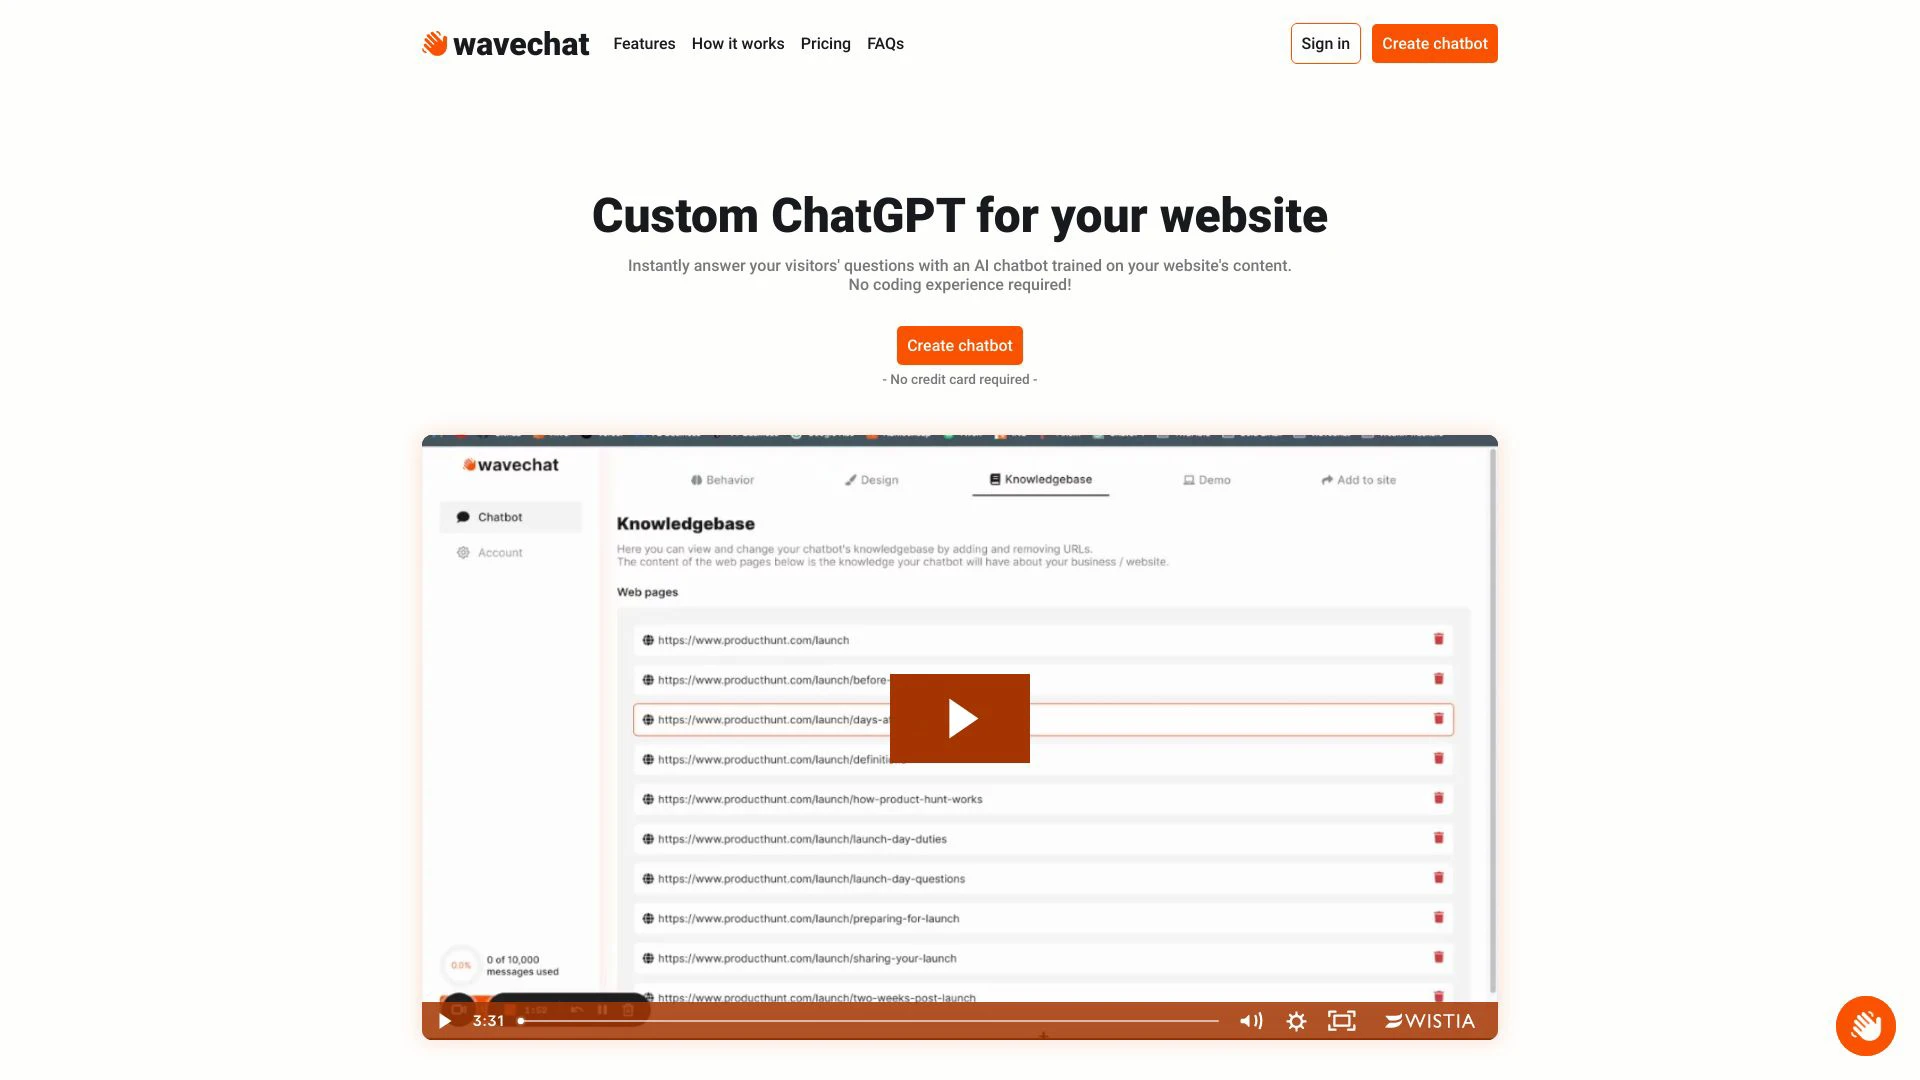 wavechat
Features
How it works
Pricing
FAQs
Sign in
Create chatbot
Custom ChatGPT for your website
Instantly answer your visitors' questions with an AI chatbot trained on your website's content.
No coding experience required!
Create chatbot
- No credit card required -
wavechat
Behavior
Design
Knowledgebase
Demo
Add to site
Chatbot
Account
Knowledgebase
Here you can view and change your chatbot's knowledgebase by adding and removing URLs.
The content of the web pages below is the knowledge your chatbot will have about your business / website.
Web pages
https://www.producthunt.com/launch
https://www.producthunt.com/launch/before-
https://www.producthunt.com/launch/days-a
https://www.producthunt.com/launch/definiti
https://www.producthunt.com/launch/how-product-hunt-works
https://www.producthunt.com/launch/launch-day-duties
https://www.producthunt.com/launch/launch-day-questions
https://www.producthunt.com/launch/preparing-for-launch
https://www.producthunt.com/launch/sharing-your-launch
https://www.producthunt.com/launch/two-weeks-post-launch
0.0%
0 of 10,000
messages used
3:31
WISTIA